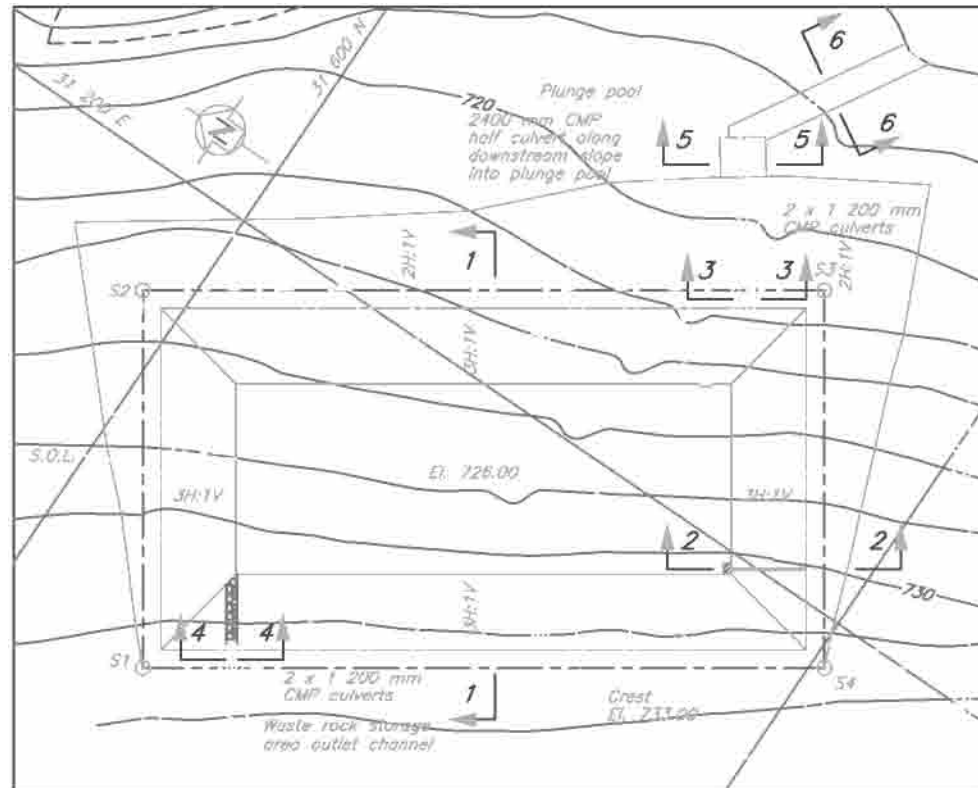 31 200 E
31 600 N
N
Plunge pool
2400 mm CMP
half culvert along
downstream slope
into plunge pool
720
6
6
5
5
2 x 1 200 mm
CMP culverts
1
2H:1V
3
3
S3
2H:1V
S2
3H:1V
S.O.L.
El. 726.00
3H:1V
3H:1V
2
2
730
3H:1V
4
4
S1
2 x 1 200 mm
CMP culverts
1
Crest
El. 733.00
S4
Waste rock storage
area outlet channel